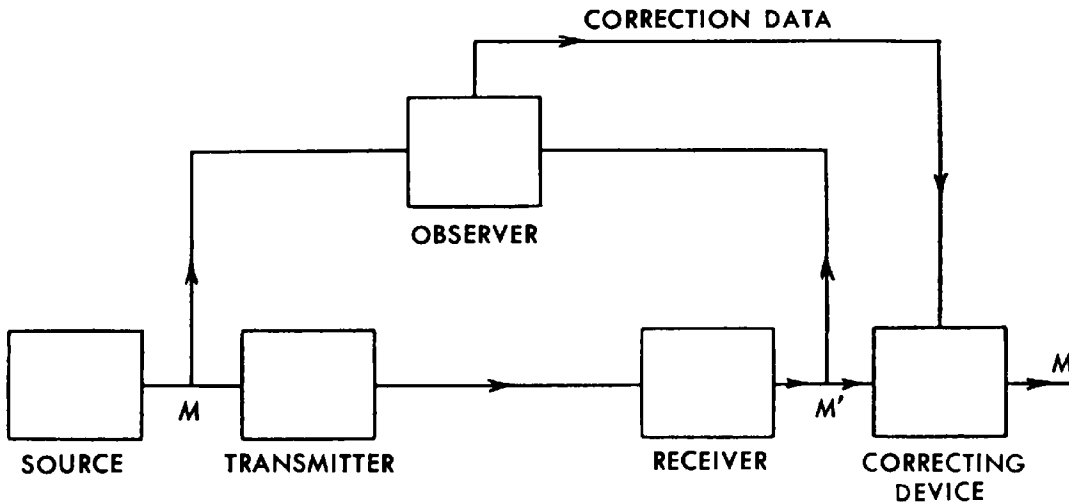 CORRECTION DATA
OBSERVER
M
M'
M
SOURCE
TRANSMITTER
RECEIVER
CORRECTING
DEVICE